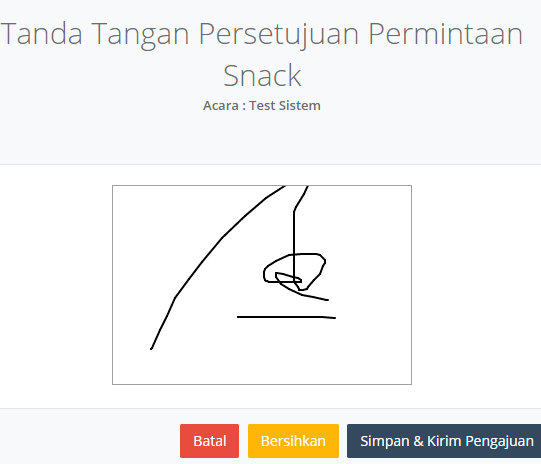 Tanda Tangan Persetujuan Permintaan
Snack
Acara : Test Sistem
Batal
Bersihkan
Simpan & Kirim Pengajuan